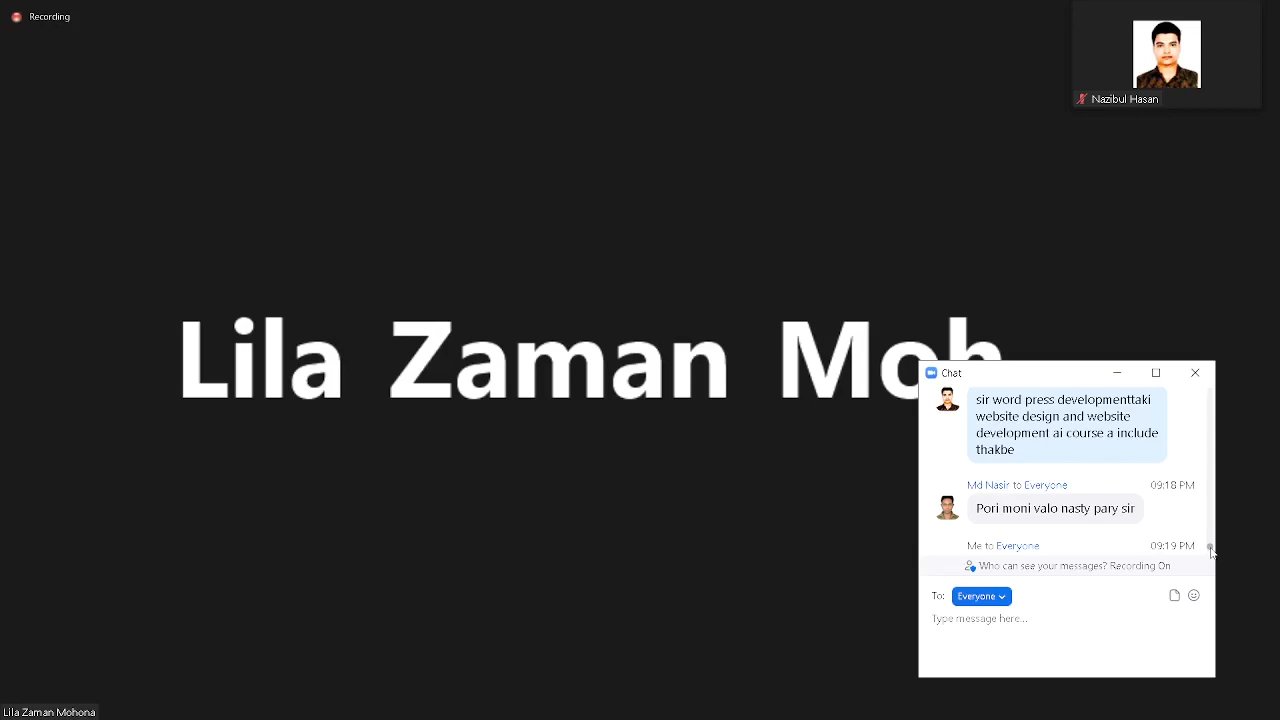 Recording
Nazibul Hasan
Lila Zaman Moh
Chat
sir word press developmenttaki
website design and website
development ai course a include
thakbe
Md Nasir to Everyone 09:18 PM
Pori moni valo nasty pary sir
Me to Everyone 09:19 PM
Who can see your messages? Recording On
To: Everyone
Type message here...
Lila Zaman Mohona